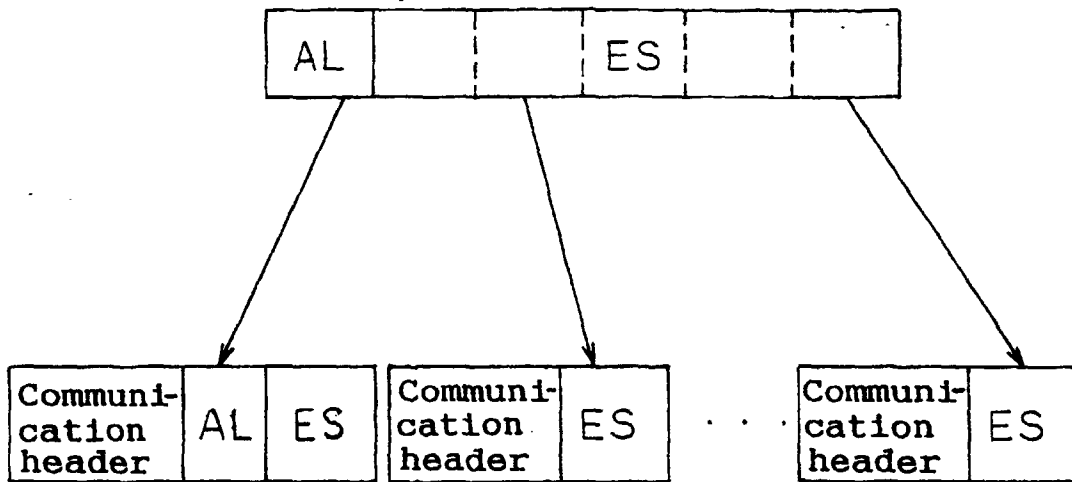 AL ES
Communi-
cation
header
AL ES
Communi-
cation
header
ES
. . .
Communi-
cation
header
ES